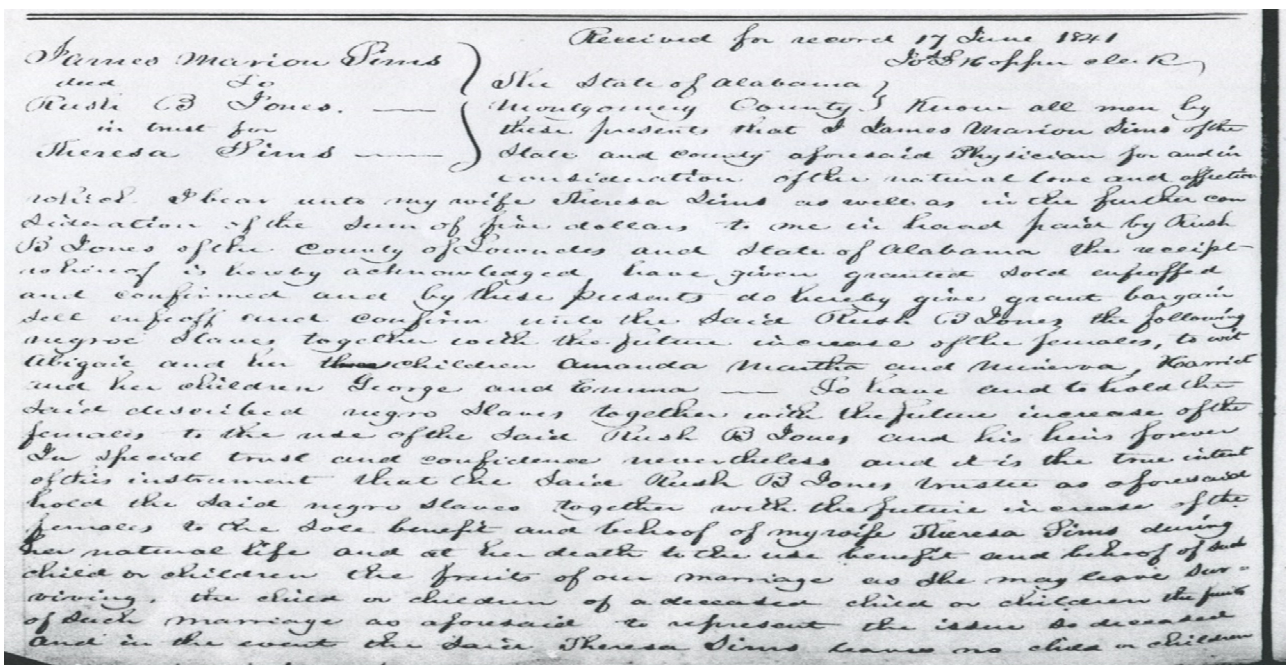 Received for record 17 June 1841
James Marion Sims
clerk
deed To
The State of Alabama
Rush B Jones.
Montgomery County Know all men by
in trust for
these presents that I James Marion Sims of the
Theresa Sims
State and county aforesaid Physician for and in
consideration of the natural love and affection
which I bear unto my wife Theresa Sims as well as in the further con
sideration of the sum of five dollars to me in hand paid by Rush
B Jones of the County of Lowndes and State of Alabama the receipt
whereof is hereby acknowledged, have given granted sold enfeoffed
and confirmed and by these presents do hereby give grant bargain
sell enfeoff and confirm unto the said Rush B Jones the following
negroe slaves together with the future increase of the females, to wit
Abigail and her children Amanda Martha and Minerva, Harriet
and her children George and Emma — To have and to hold the
said described negro slaves together with the future increase of the
females to the use of the said Rush B Jones and his heirs forever
In special trust and confidence nevertheless and it is the true intent
of this instrument that the said Rush B Jones trustee as aforesaid
hold the said negro slaves together with the future increase of the
females to the sole benefit and behoof of my wife Theresa Sims during
her natural life and at her death to the use benefit and behoof of such
child or children the fruits of our marriage as she may leave sur-
viving, the child or children of a deceased child or children the fruits
of such marriage as aforesaid to represent the issue so deceased
And in the event the said Theresa Sims leaves no child or children